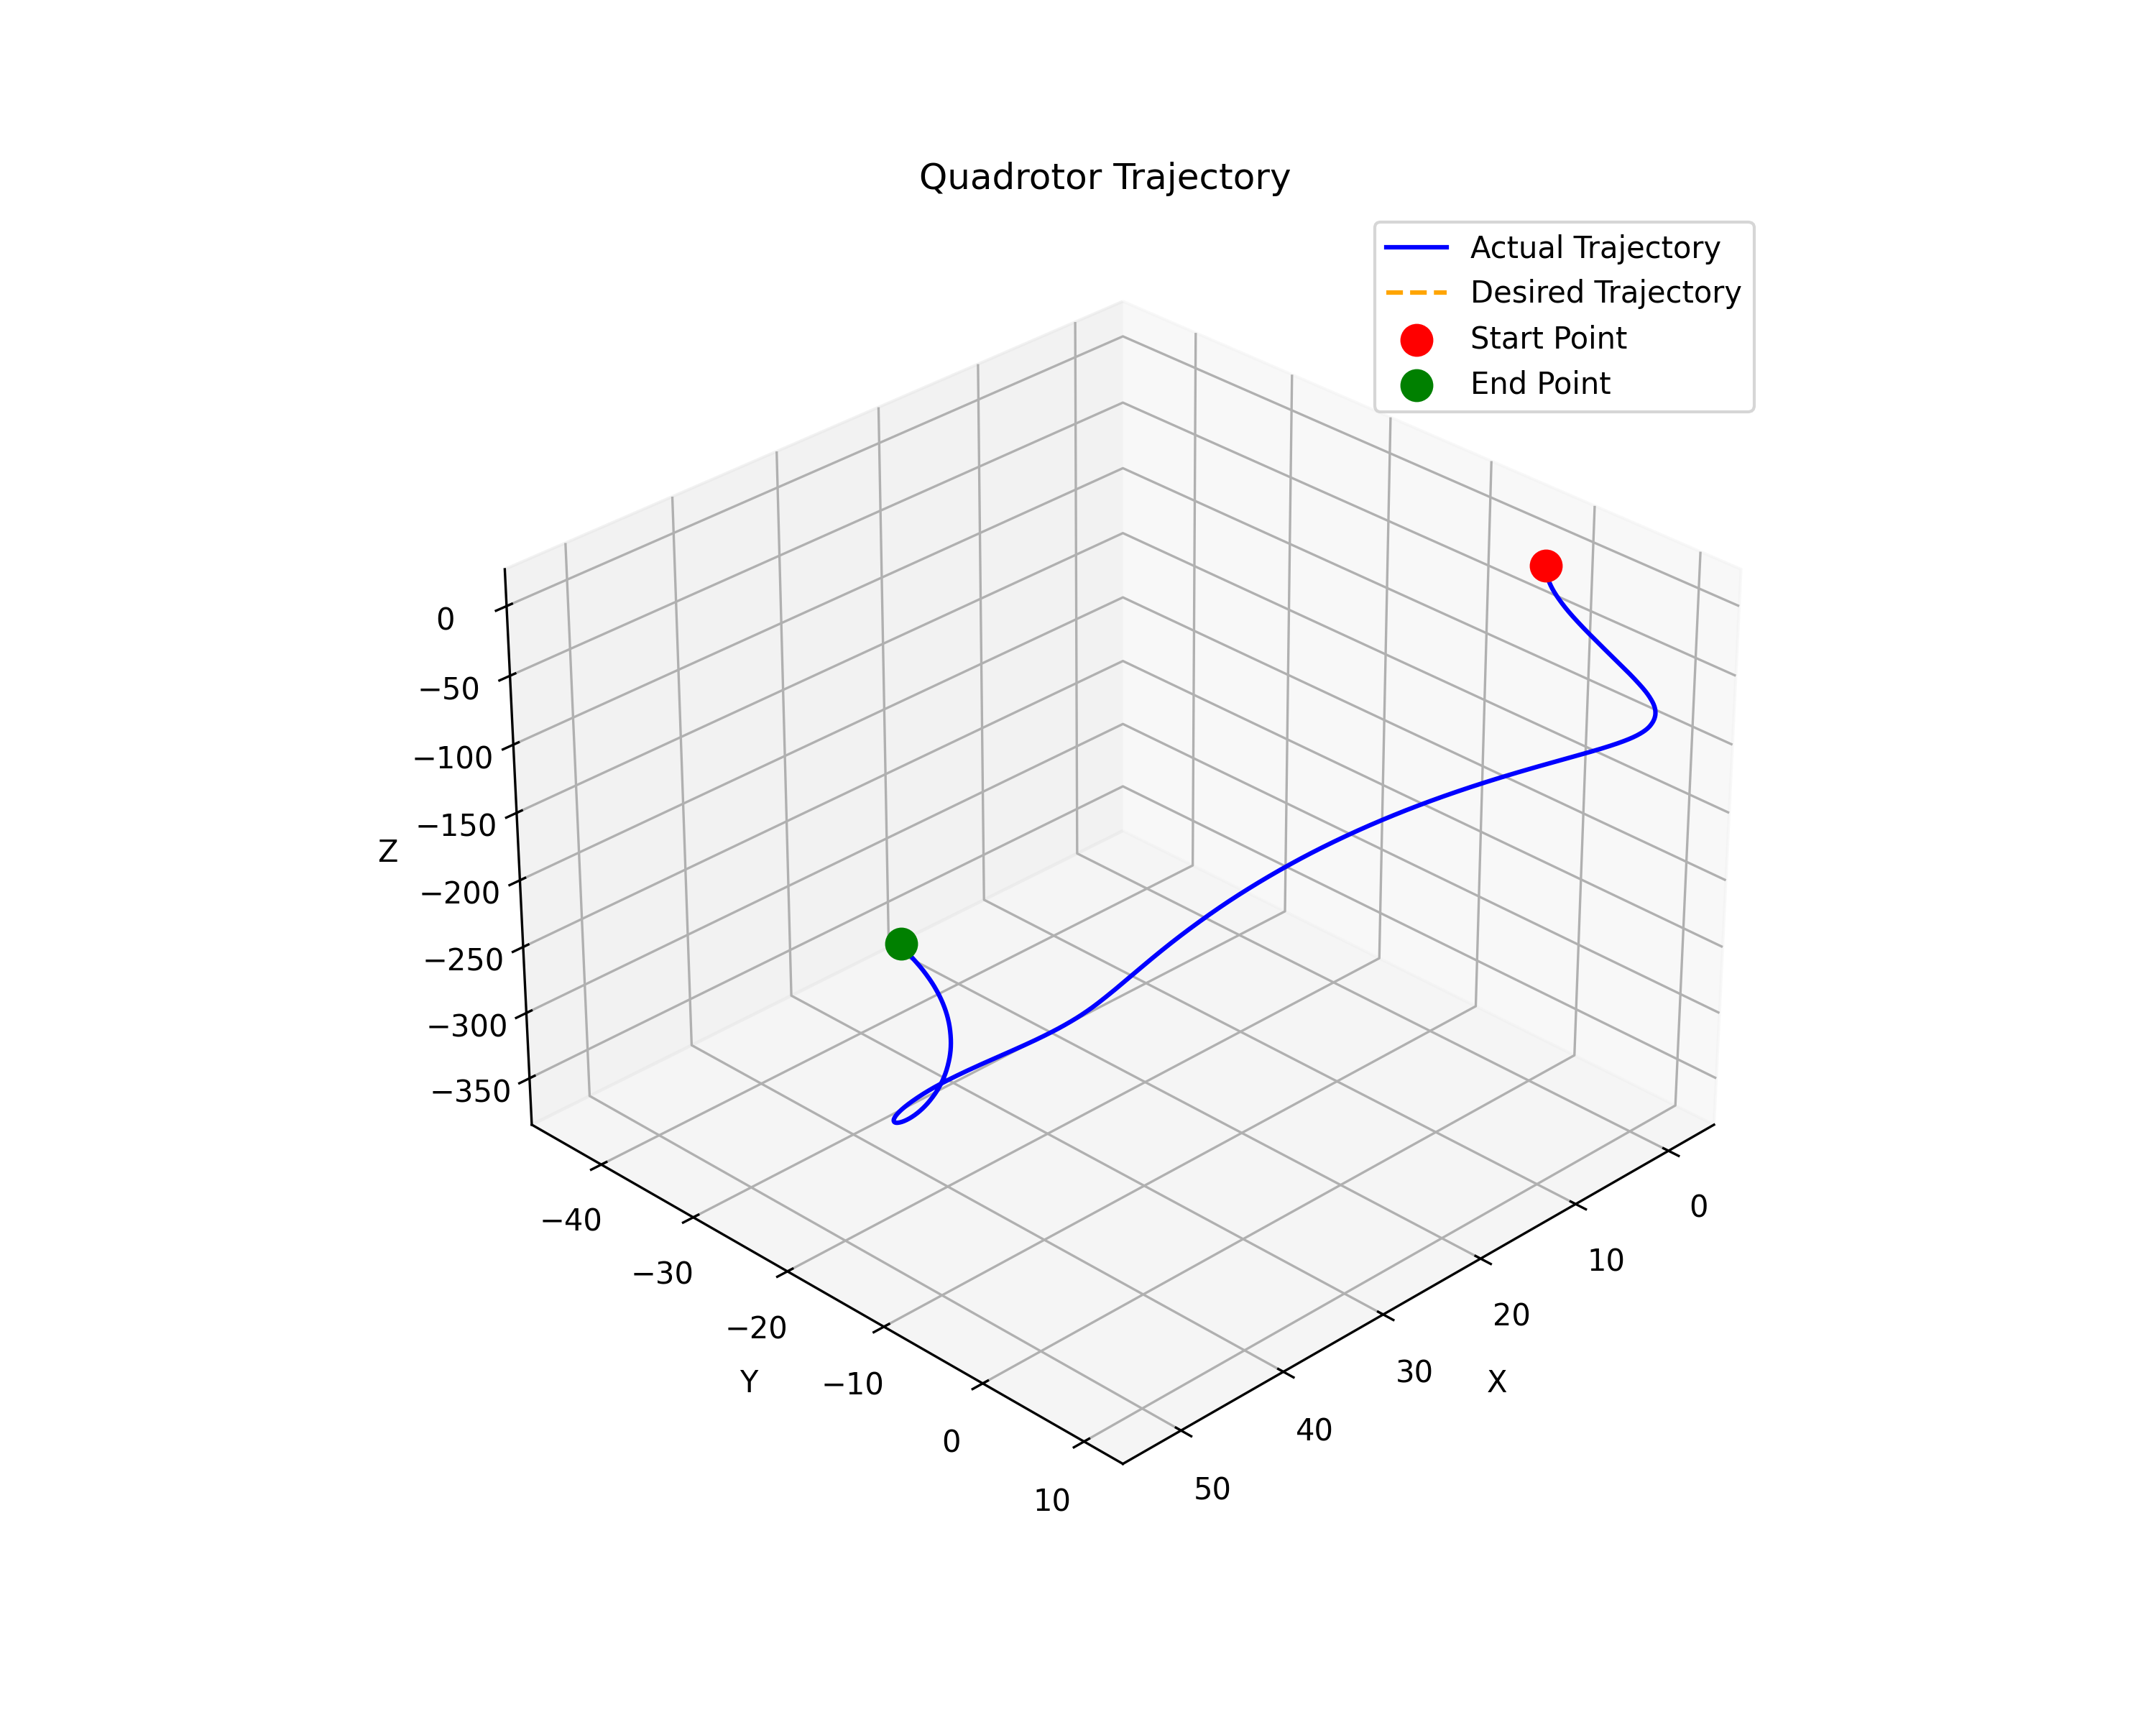 Quadrotor Trajectory
Actual Trajectory
Desired Trajectory
Start Point
End Point
0
−50
−100
−150
−200
−250
−300
−350
Z
−40
−30
−20
−10
0
10
Y
0
10
20
30
40
50
X